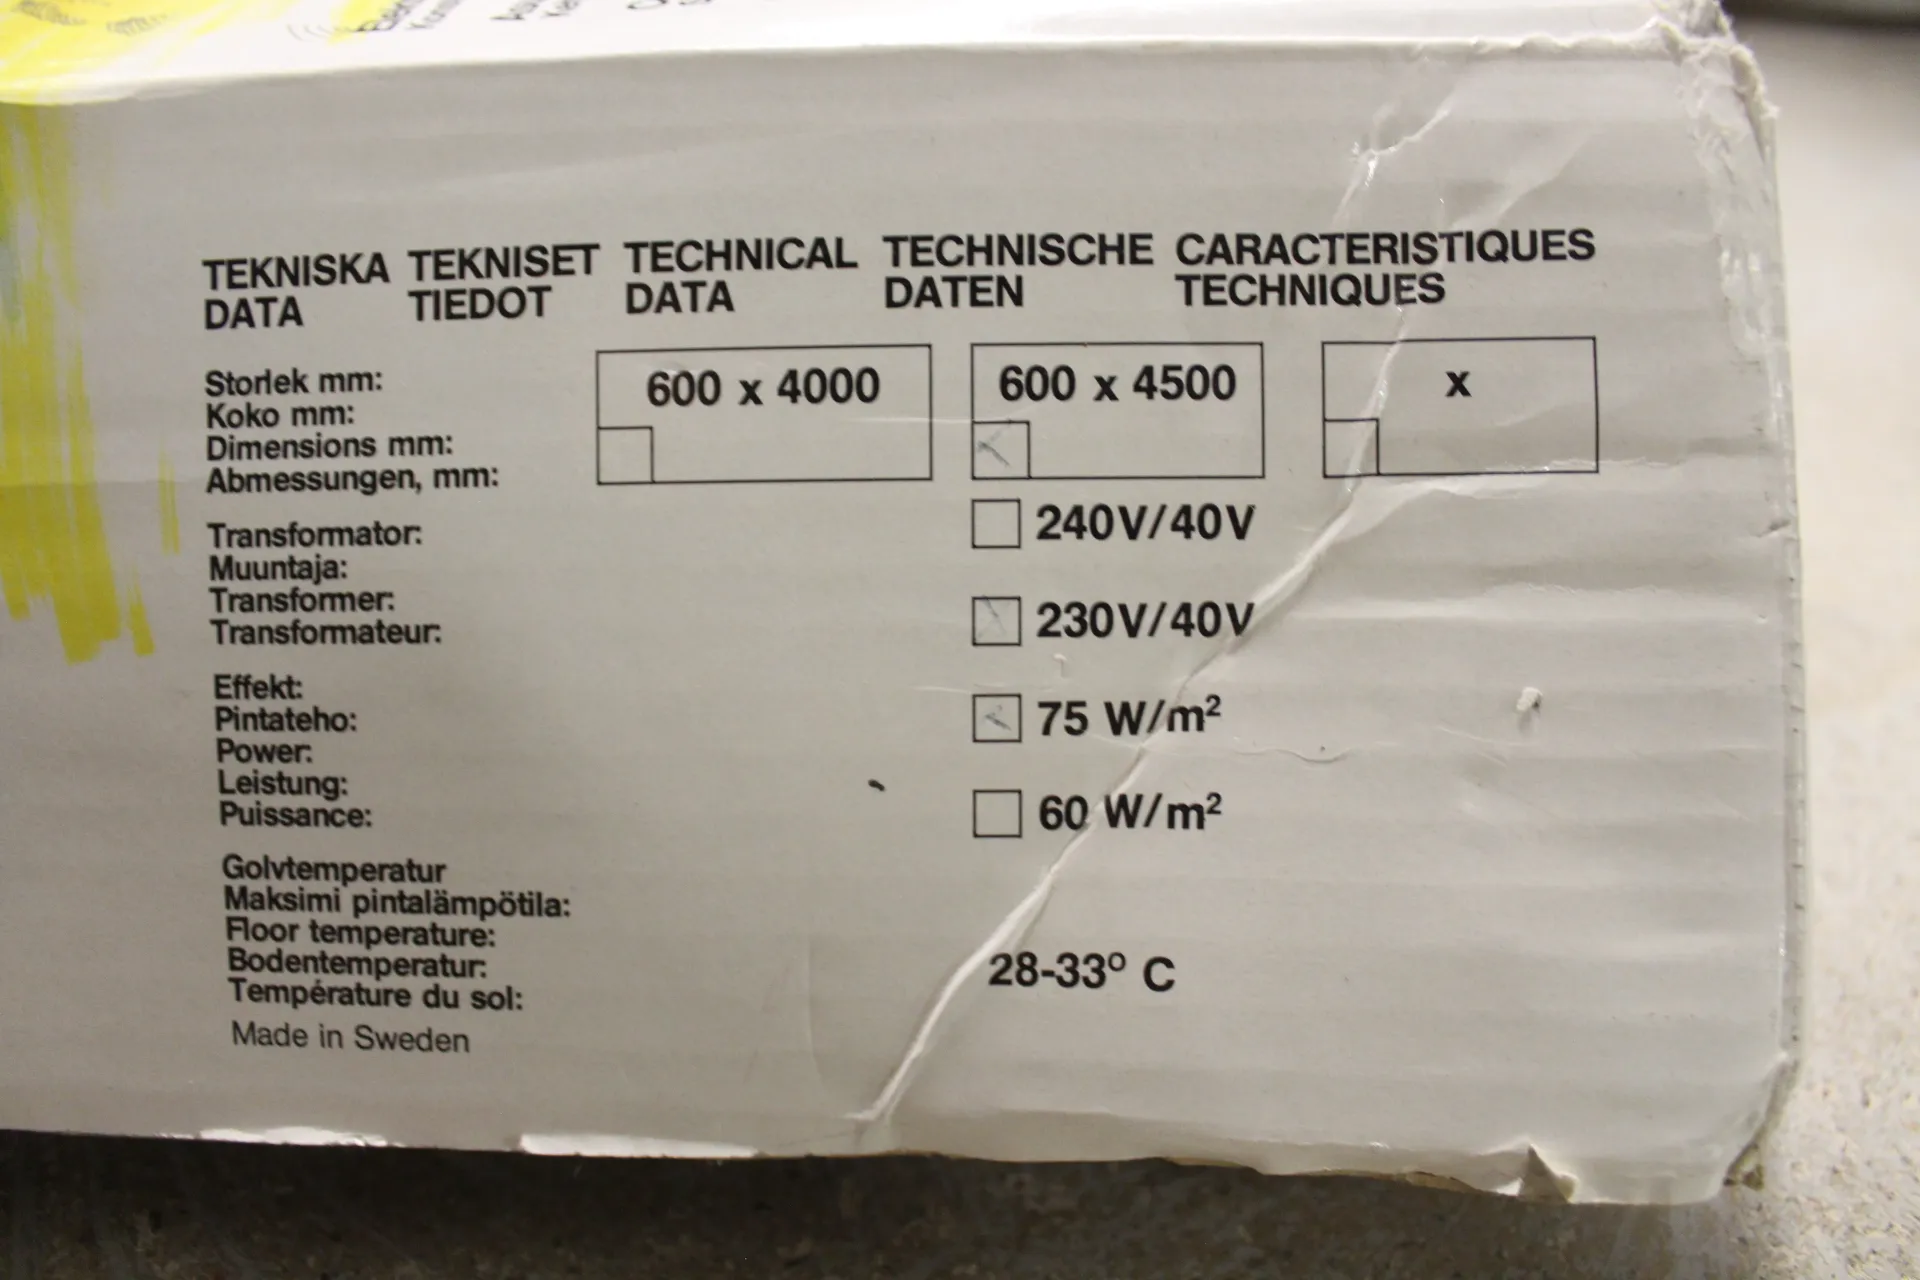 TEKNISKA DATA
TEKNISET TIEDOT
TECHNICAL DATA
TECHNISCHE DATEN
CARACTERISTIQUES TECHNIQUES
Storlek mm:
Koko mm:
Dimensions mm:
Abmessungen, mm:
600 x 4000
600 x 4500
x
Transformator:
Muuntaja:
Transformer:
Transformateur:
240V/40V
230V/40V
Effekt:
Pintateho:
Power:
Leistung:
Puissance:
75 W/m²
60 W/m²
Golvtemperatur
Maksimi pintalämpötila:
Floor temperature:
Bodentemperatur:
Température du sol:
28-33° C
Made in Sweden